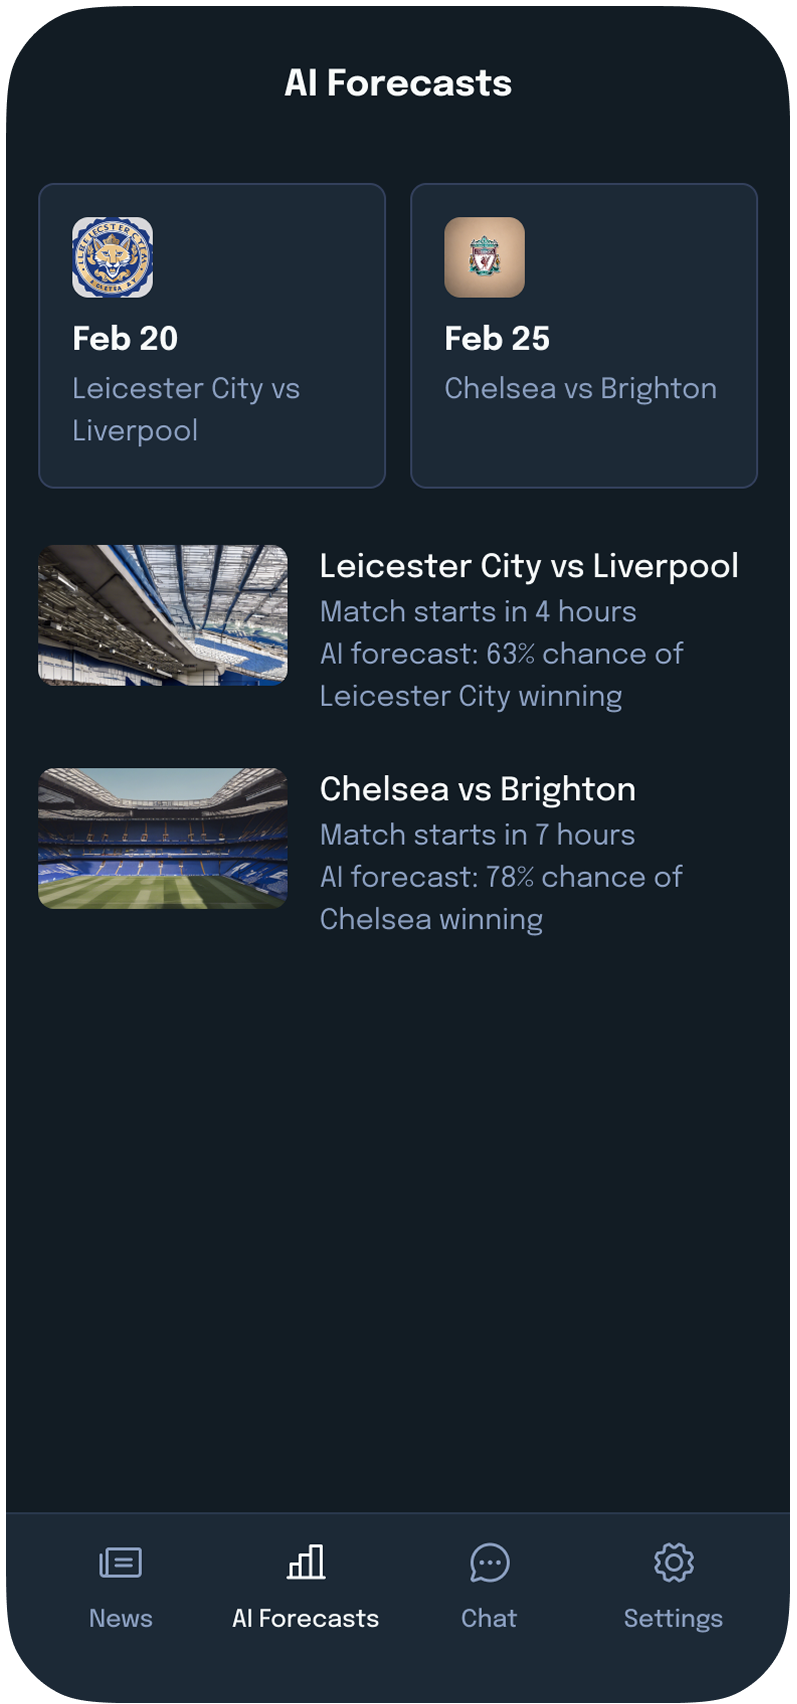 AI Forecasts
Feb 20
Leicester City vs
Liverpool
Feb 25
Chelsea vs Brighton
Leicester City vs Liverpool
Match starts in 4 hours
AI forecast: 63% chance of
Leicester City winning
Chelsea vs Brighton
Match starts in 7 hours
AI forecast: 78% chance of
Chelsea winning
News
AI Forecasts
Chat
Settings